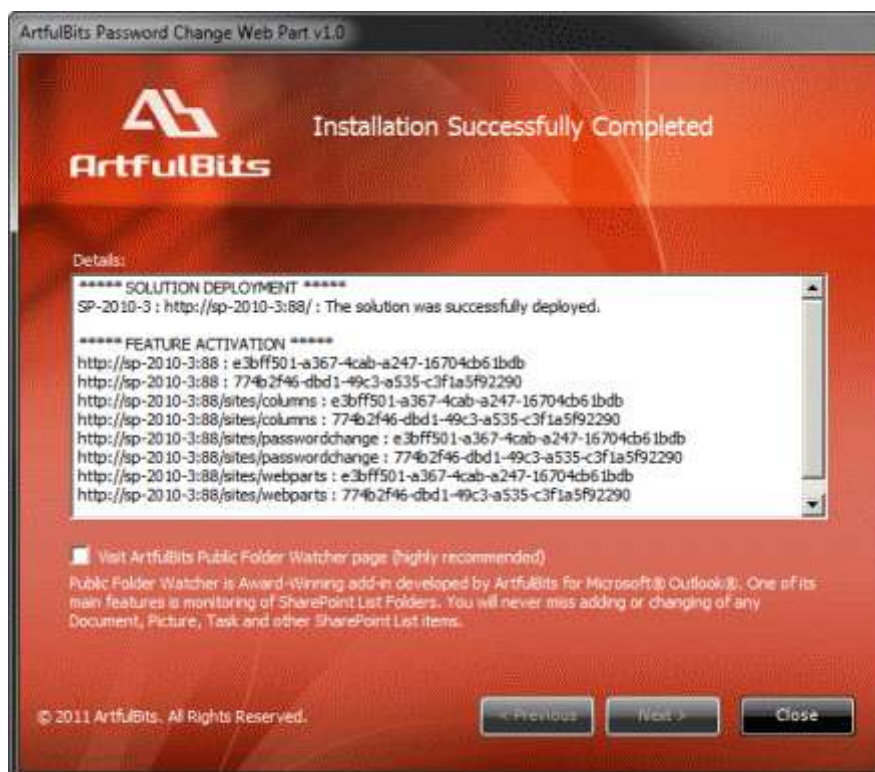 ArtfulBits Password Change Web Part v1.0
ArtfulBits
Installation Successfully Completed
Details:
***** SOLUTION DEPLOYMENT *****
SP-2010-3 : http://sp-2010-3:88/ : The solution was successfully deployed.
***** FEATURE ACTIVATION *****
http://sp-2010-3:88 : e3bff501-a367-4cab-a247-16704cb61bdb
http://sp-2010-3:88 : 774b2f46-dbd1-49c3-a535-c3f1a5f92290
http://sp-2010-3:88/sites/columns : e3bff501-a367-4cab-a247-16704cb61bdb
http://sp-2010-3:88/sites/columns : 774b2f46-dbd1-49c3-a535-c3f1a5f92290
http://sp-2010-3:88/sites/passwordchange : e3bff501-a367-4cab-a247-16704cb61bdb
http://sp-2010-3:88/sites/passwordchange : 774b2f46-dbd1-49c3-a535-c3f1a5f92290
http://sp-2010-3:88/sites/webparts : e3bff501-a367-4cab-a247-16704cb61bdb
http://sp-2010-3:88/sites/webparts : 774b2f46-dbd1-49c3-a535-c3f1a5f92290
Visit ArtfulBits Public Folder Watcher page (highly recommended)
Public Folder Watcher is Award-Winning add-in developed by ArtfulBits for Microsoft® Outlook®. One of its
main features is monitoring of SharePoint List Folders. You will never miss adding or changing of any
Document, Picture, Task and other SharePoint List items.
© 2011 ArtfulBits. All Rights Reserved.
< Previous
Next >
Close